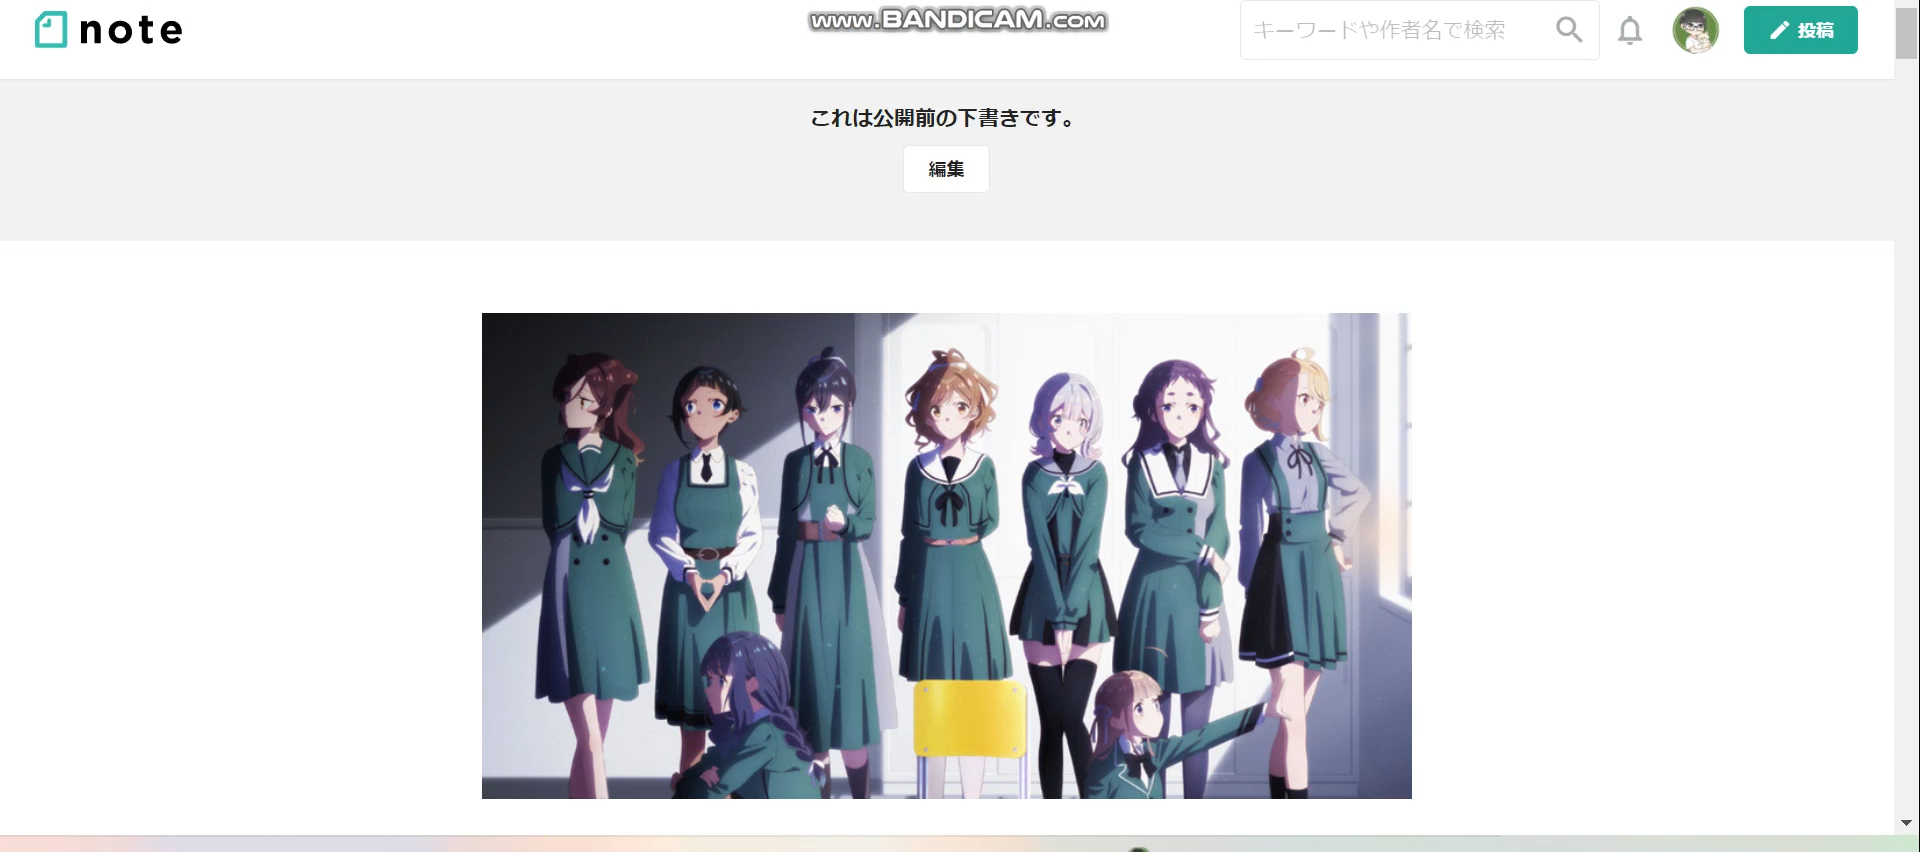 note
www.BANDICAM.COM
キーワードや作者名で検索
投稿
これは公開前の下書きです。
編集